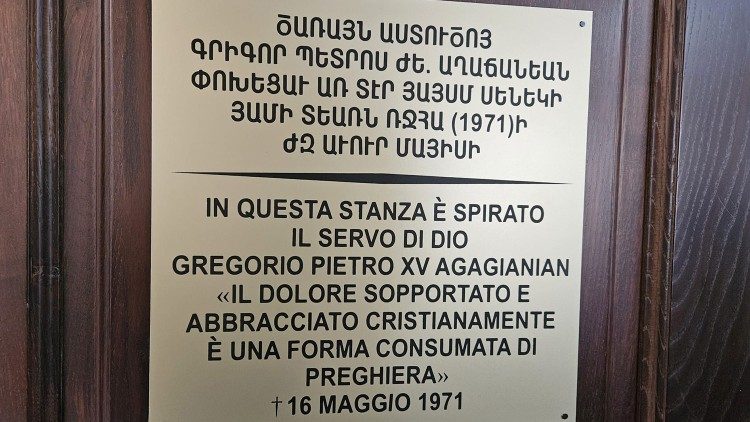 ԾԱՌԱՅՆ ԱՍՏՈՒԾՈՅ
ԳՐԻԳՈՐ ՊԵՏՐՈՍ ԺԵ. ԱՂԱՃԱՆԵԱՆ
ՓՈԽԵՑԱՒ ԱՌ ՏԷՐ ՅԱՅՍՄ ՍԵՆԵԿԻ
ՅԱՄԻ ՏԵԱՌՆ ՌՋՀԱ (1971)Ի
ԺԶ ԱՒՈՒՐ ՄԱՅԻՍԻ
IN QUESTA STANZA È SPIRATO
IL SERVO DI DIO
GREGORIO PIETRO XV AGAGIANIAN
«IL DOLORE SOPPORTATO E
ABBRACCIATO CRISTIANAMENTE
È UNA FORMA CONSUMATA DI
PREGHIERA»
†16 MAGGIO 1971